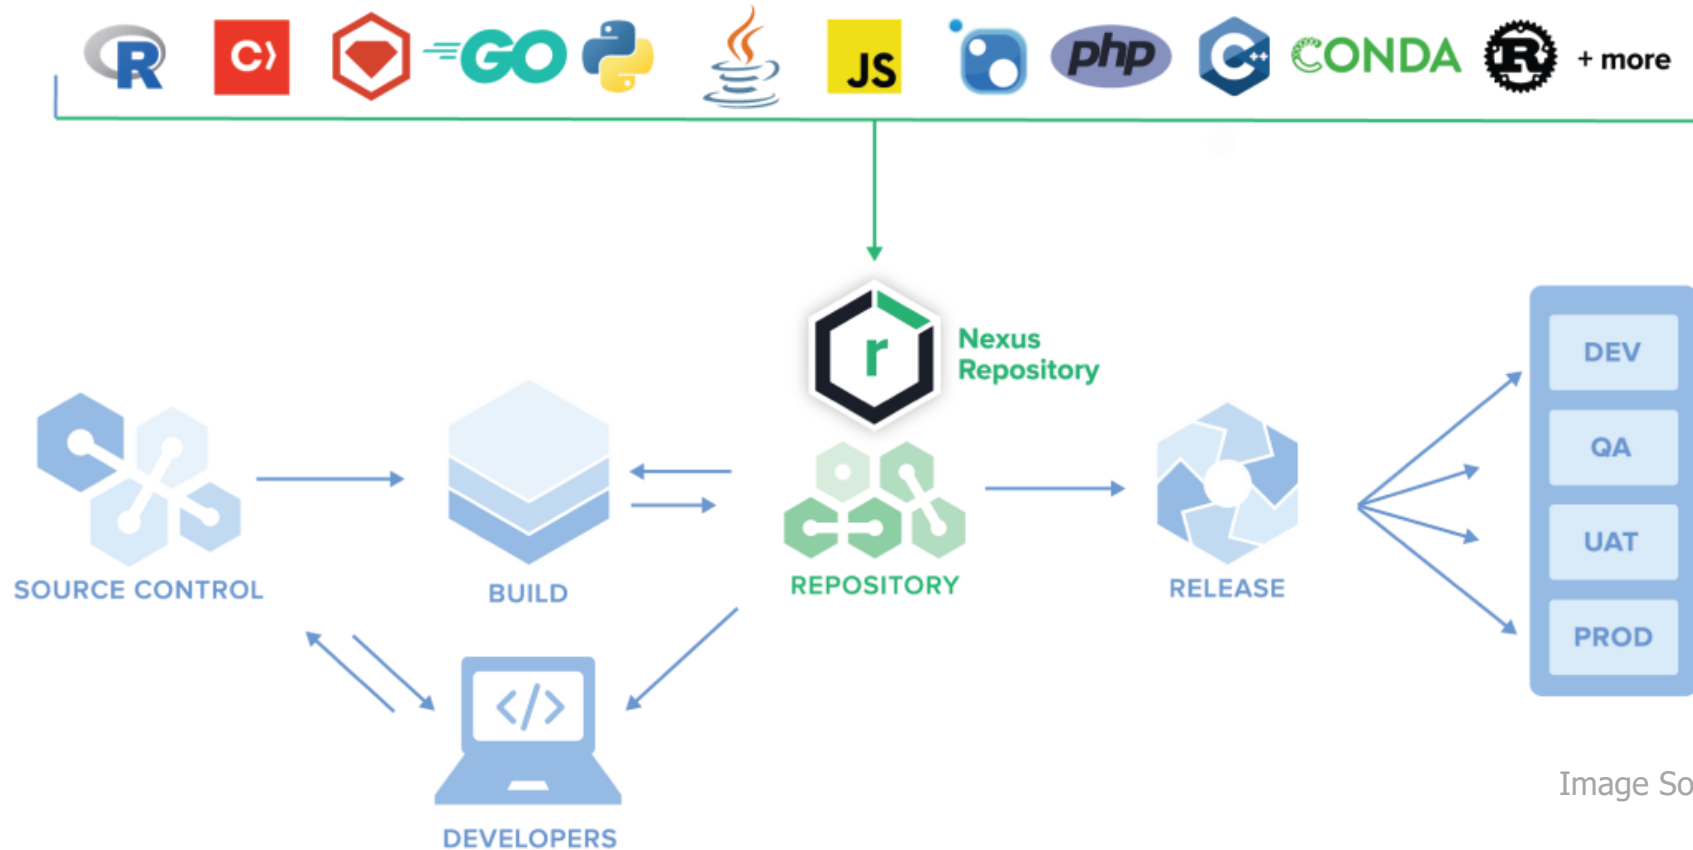 R
C
GO
JS
php
C++
CONDA
R
+ more
r
Nexus
Repository
DEV
QA
UAT
PROD
SOURCE CONTROL
BUILD
REPOSITORY
RELEASE
</>
DEVELOPERS
Image So